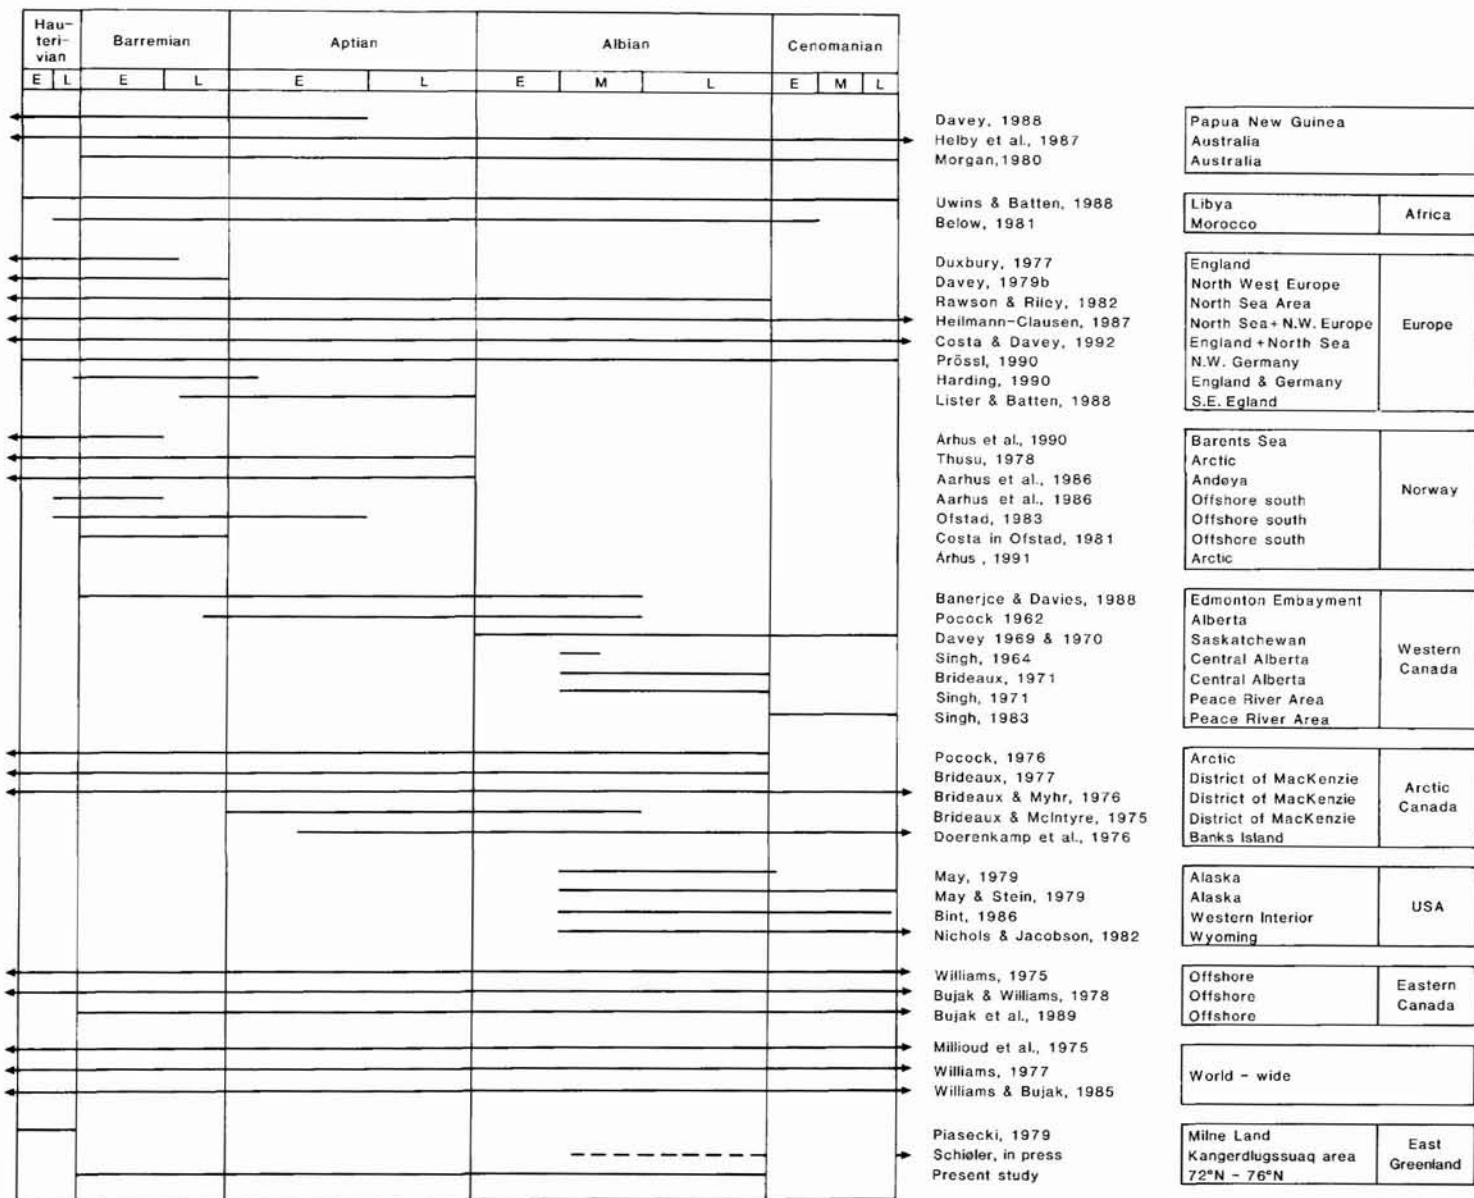 Hau-
teri-
vian
Barremian
Aptian
Albian
Cenomanian
E L E L E L E M L E M L
Davey, 1988 Papua New Guinea
Helby et al., 1987 Australia
Morgan,1980 Australia
Uwins & Batten, 1988 Libya
Below, 1981 Morocco
Africa
Duxbury, 1977 England
Davey, 1979b North West Europe
Rawson & Riley, 1982 North Sea Area
Heilmann-Clausen, 1987 North Sea+ N.W. Europe
Costa & Davey, 1992 England +North Sea
Prössl, 1990 N.W. Germany
Harding, 1990 England & Germany
Lister & Batten, 1988 S.E. Egland
Europe
Århus et al., 1990 Barents Sea
Thusu, 1978 Arctic
Aarhus et al., 1986 Andøya
Aarhus et al., 1986 Offshore south
Ofstad, 1983 Offshore south
Costa in Ofstad, 1981 Offshore south
Århus , 1991 Arctic
Norway
Banerjee & Davies, 1988 Edmonton Embayment
Pocock 1962 Alberta
Davey 1969 & 1970 Saskatchewan
Singh, 1964 Central Alberta
Brideaux, 1971 Central Alberta
Singh, 1971 Peace River Area
Singh, 1983 Peace River Area
Western
Canada
Pocock, 1976 Arctic
Brideaux, 1977 District of MacKenzie
Brideaux & Myhr, 1976 District of MacKenzie
Brideaux & McIntyre, 1975 District of MacKenzie
Doerenkamp et al., 1976 Banks Island
Arctic
Canada
May, 1979 Alaska
May & Stein, 1979 Alaska
Bint, 1986 Western Interior
Nichols & Jacobson, 1982 Wyoming
USA
Williams, 1975 Offshore
Bujak & Williams, 1978 Offshore
Bujak et al., 1989 Offshore
Eastern
Canada
Millioud et al., 1975
Williams, 1977
Williams & Bujak, 1985
World - wide
Piasecki, 1979 Milne Land
Schiøler, in press Kangerdlugssuaq area
Present study 72°N - 76°N
East
Greenland